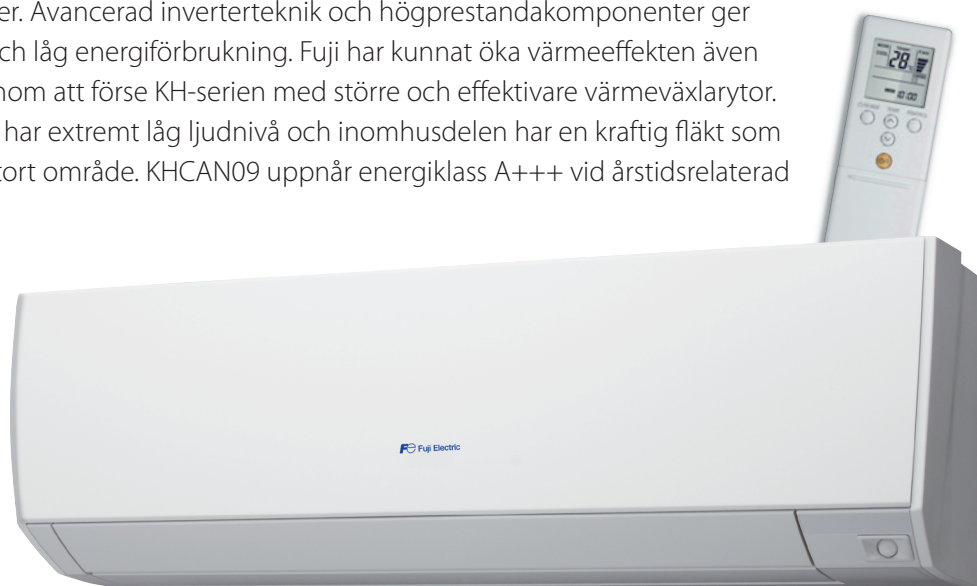 er. Avancerad inverterteknik och högprestandakomponenter ger
ch låg energiförbrukning. Fuji har kunnat öka värmeeffekten även
nom att förse KH-serien med större och effektivare värmeväxlarytor.
har extremt låg ljudnivå och inomhusdelen har en kraftig fläkt som
tort område. KHCAN09 uppnår energiklass A+++ vid årstidsrelaterad
28
Fuji Electric